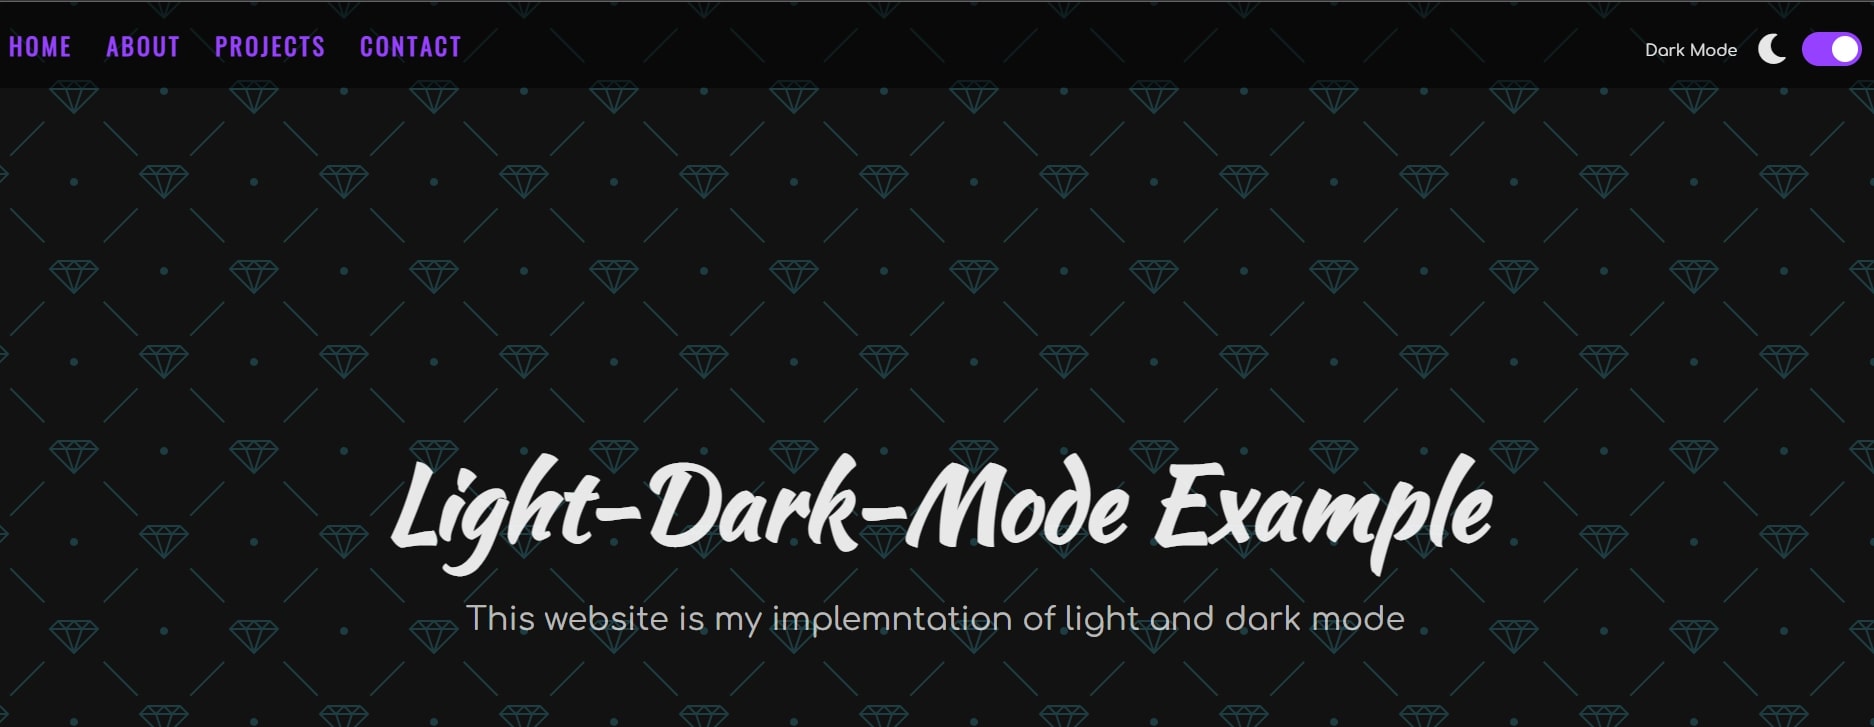 HOME ABOUT PROJECTS CONTACT Dark Mode
Light-Dark-Mode Example
This website is my implemntation of light and dark mode